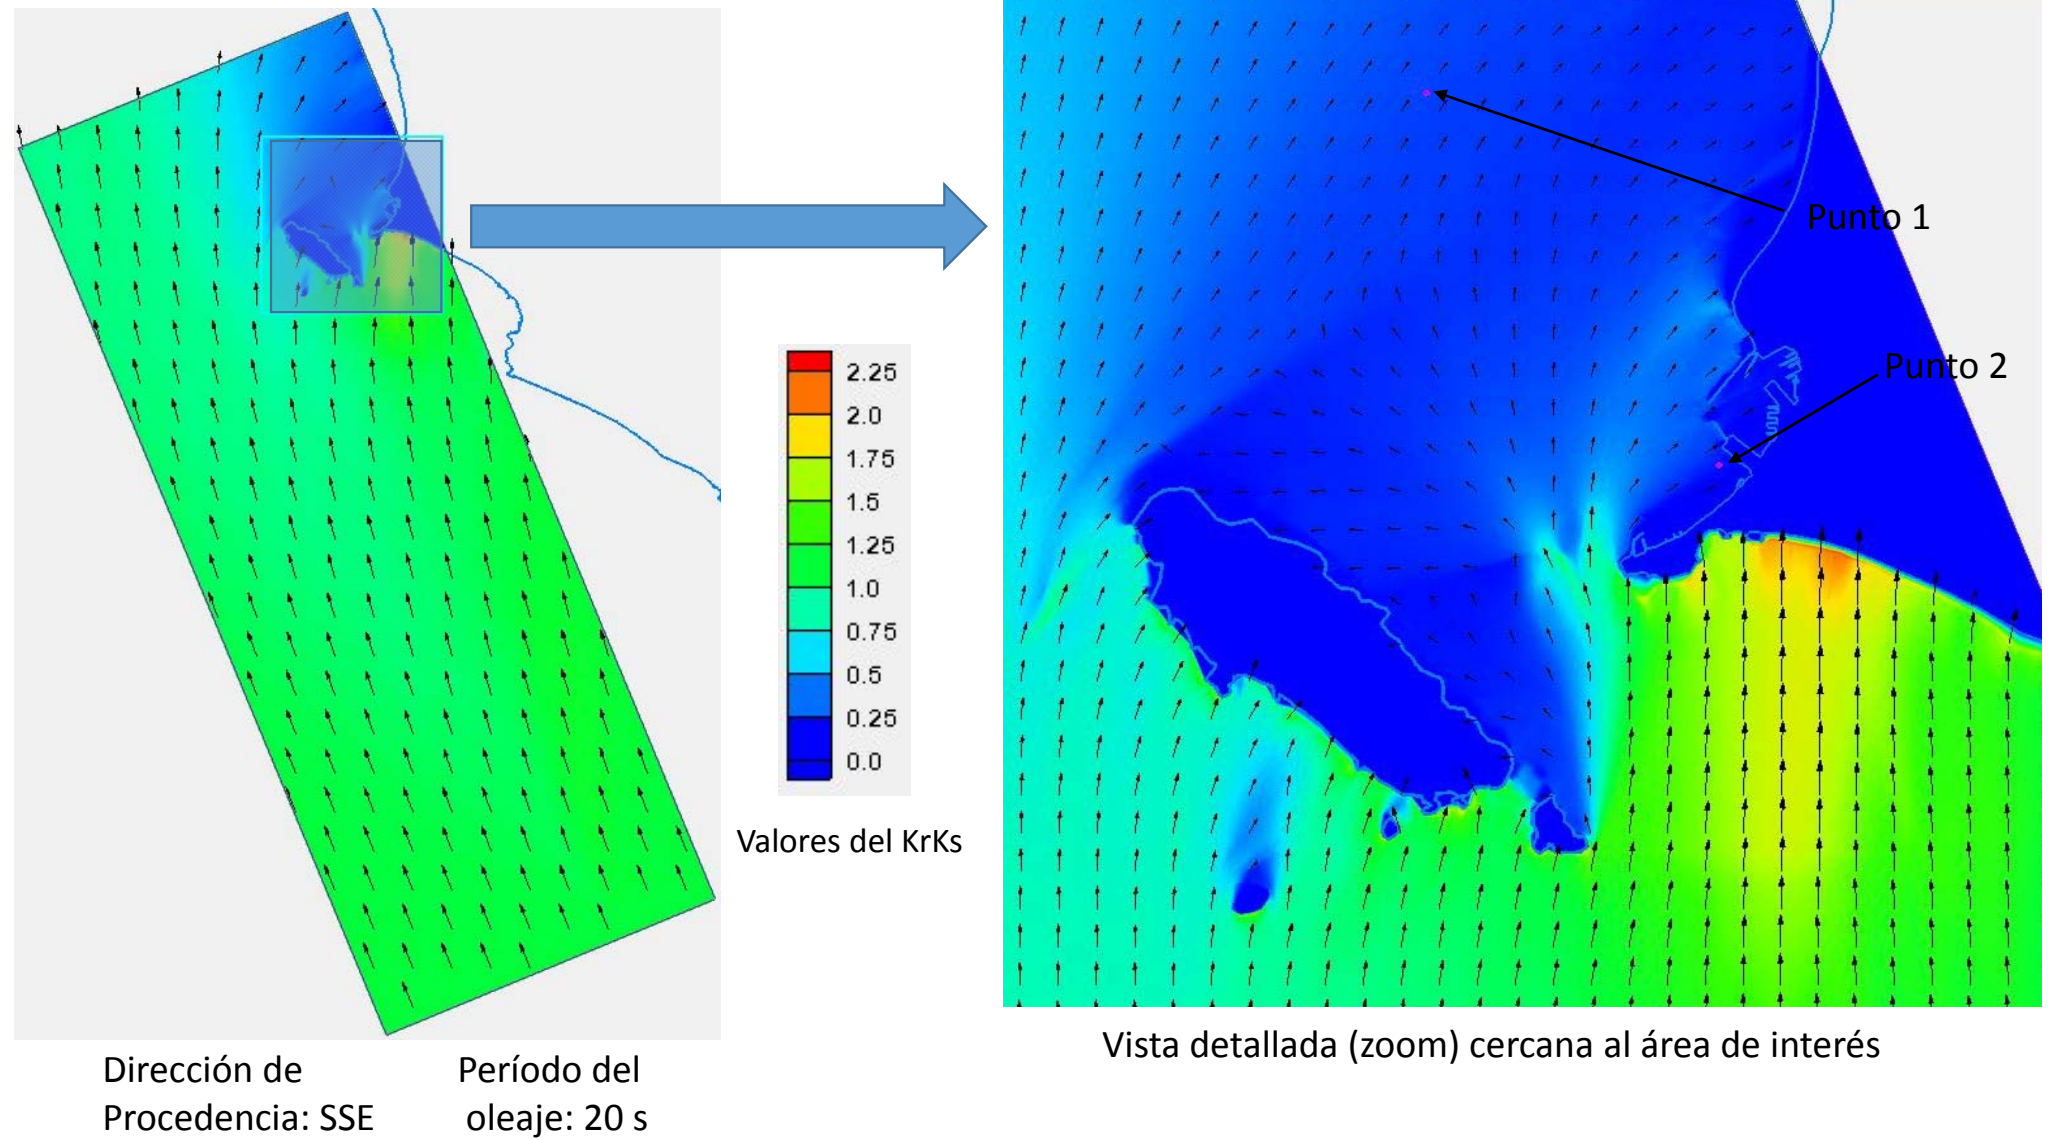 Punto 1
Punto 2
2.25
2.0
1.75
1.5
1.25
1.0
0.75
0.5
0.25
0.0
Valores del KrKs
Vista detallada (zoom) cercana al área de interés
Dirección de
Procedencia: SSE
Período del
oleaje: 20 s